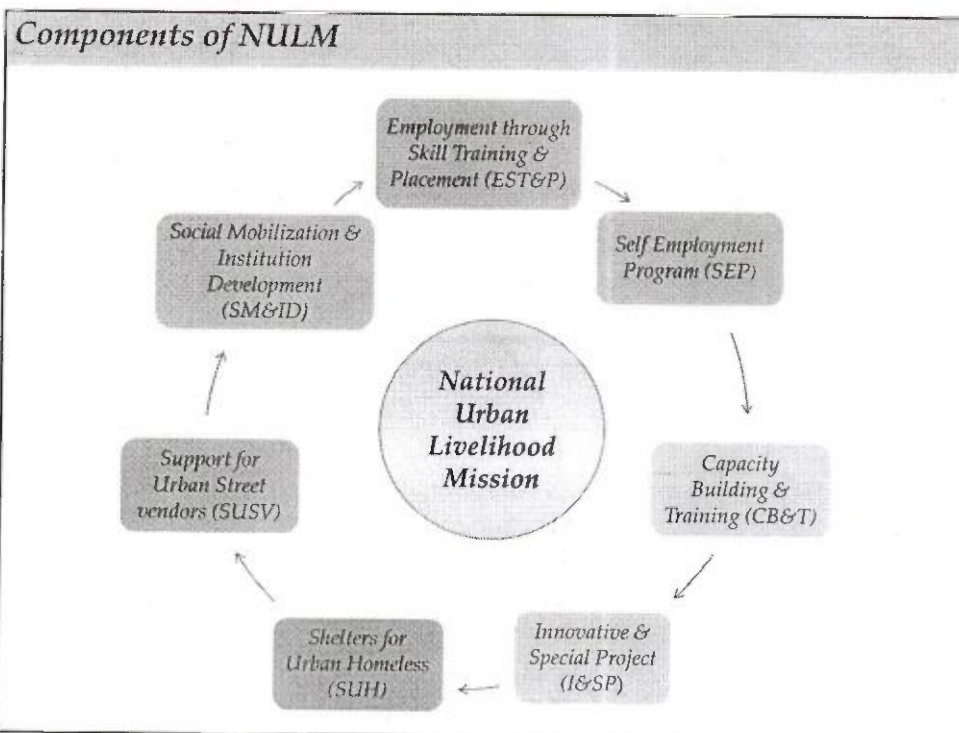 Components of NULM
Employment through
Skill Training &
Placement (EST&P)
Self Employment
Program (SEP)
Capacity
Building &
Training (CB&T)
Innovative &
Special Project
(I&SP)
Shelters for
Urban Homeless
(SUH)
Support for
Urban Street
vendors (SUSV)
Social Mobilization &
Institution
Development
(SM&ID)
National
Urban
Livelihood
Mission